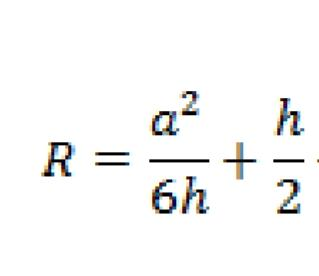 R = a²/6h + h/2